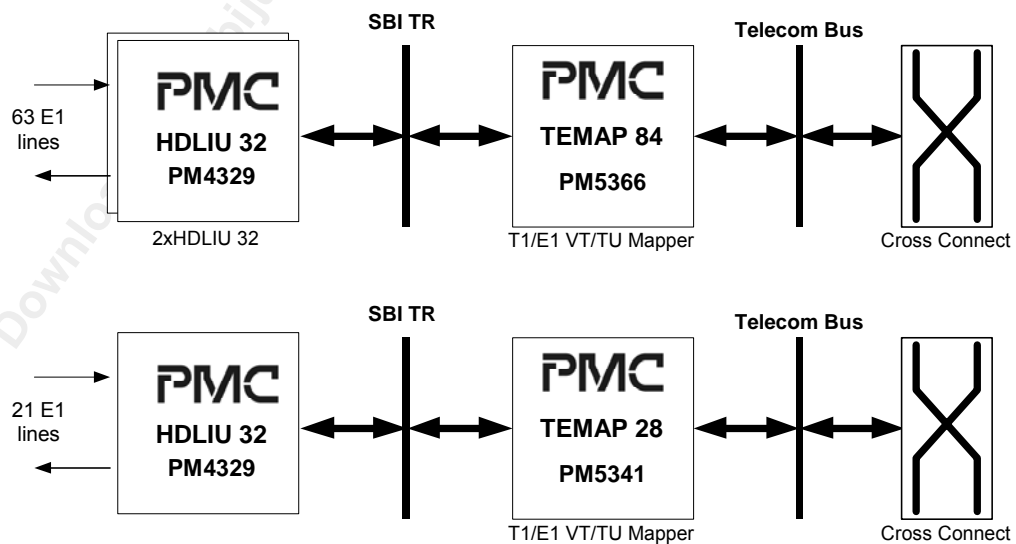 SBI TR
Telecom Bus
63 E1
lines
PMC
HDLIU 32
PM4329
2xHDLIU 32
PMC
TEMAP 84
PM5366
T1/E1 VT/TU Mapper
Cross Connect
SBI TR
Telecom Bus
21 E1
lines
PMC
HDLIU 32
PM4329
PMC
TEMAP 28
PM5341
T1/E1 VT/TU Mapper
Cross Connect